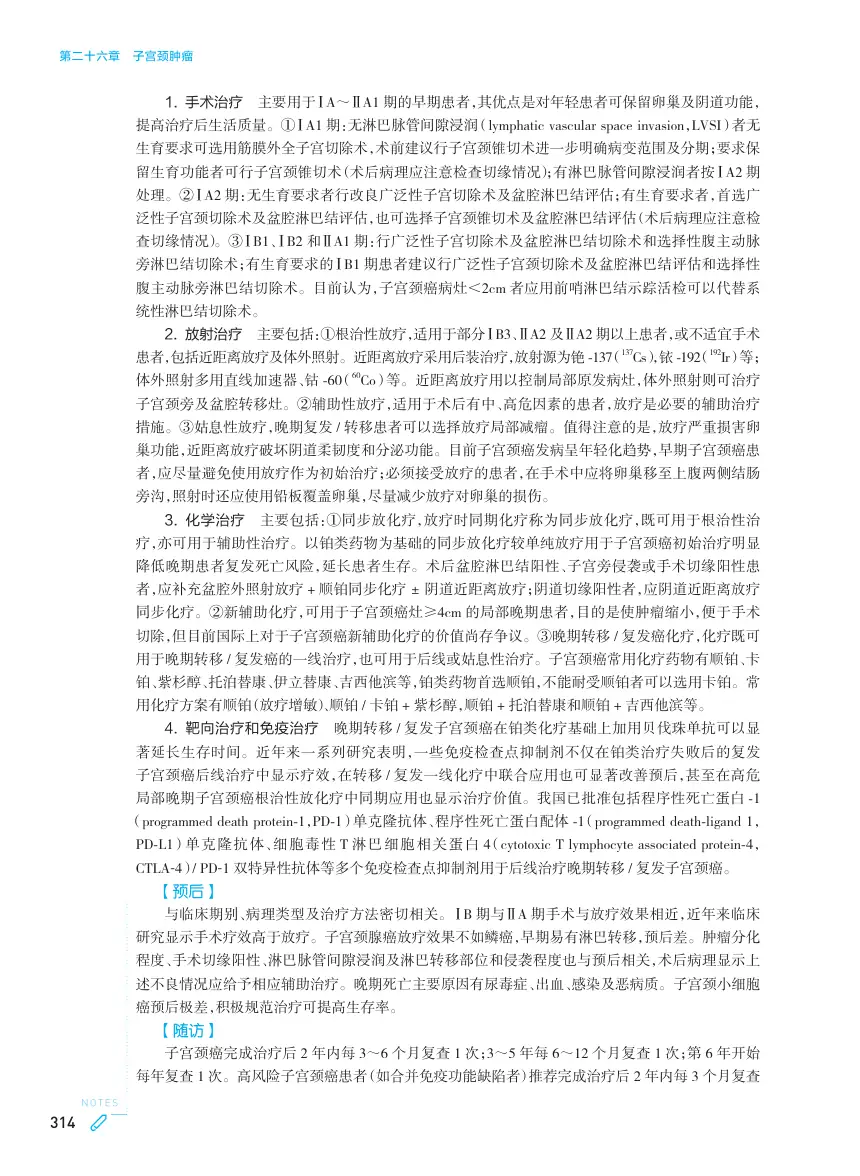 第二十六章 子宫颈肿瘤
1. 手术治疗 主要用于ⅠA～ⅡA1 期的早期患者，其优点是对年轻患者可保留卵巢及阴道功能，
提高治疗后生活质量。①ⅠA1 期：无淋巴脉管间隙浸润（lymphatic vascular space invasion，LVSI）者无
生育要求可选用筋膜外全子宫切除术，术前建议行子宫颈锥切术进一步明确病变范围及分期；要求保
留生育功能者可行子宫颈锥切术（术后病理应注意检查切缘情况）；有淋巴脉管间隙浸润者按ⅠA2 期
处理。②ⅠA2 期：无生育要求者行改良广泛性子宫切除术及盆腔淋巴结评估；有生育要求者，首选广
泛性子宫颈切除术及盆腔淋巴结评估，也可选择子宫颈锥切术及盆腔淋巴结评估（术后病理应注意检
查切缘情况）。③ⅠB1、ⅠB2 和ⅡA1 期：行广泛性子宫切除术及盆腔淋巴结切除术和选择性腹主动脉
旁淋巴结切除术；有生育要求的ⅠB1 期患者建议行广泛性子宫颈切除术及盆腔淋巴结评估和选择性
腹主动脉旁淋巴结切除术。目前认为，子宫颈癌病灶＜2cm 者应用前哨淋巴结示踪活检可以代替系
统性淋巴结切除术。
2. 放射治疗 主要包括：①根治性放疗，适用于部分ⅠB3、ⅡA2 及ⅡA2 期以上患者，或不适宜手术
患者，包括近距离放疗及体外照射。近距离放疗采用后装治疗，放射源为铯 -137（¹³⁷Cs），铱 -192（¹⁹²Ir）等；
体外照射多用直线加速器、钴 -60（⁶⁰Co）等。近距离放疗用以控制局部原发病灶，体外照射则可治疗
子宫颈旁及盆腔转移灶。②辅助性放疗，适用于术后有中、高危因素的患者，放疗是必要的辅助治疗
措施。③姑息性放疗，晚期复发 / 转移患者可以选择放疗局部减瘤。值得注意的是，放疗严重损害卵
巢功能，近距离放疗破坏阴道柔韧度和分泌功能。目前子宫颈癌发病呈年轻化趋势，早期子宫颈癌患
者，应尽量避免使用放疗作为初始治疗；必须接受放疗的患者，在手术中应将卵巢移至上腹两侧结肠
旁沟，照射时还应使用铅板覆盖卵巢，尽量减少放疗对卵巢的损伤。
3. 化学治疗 主要包括：①同步放化疗，放疗时同期化疗称为同步放化疗，既可用于根治性治
疗，亦可用于辅助性治疗。以铂类药物为基础的同步放化疗较单纯放疗用于子宫颈癌初始治疗明显
降低晚期患者复发死亡风险，延长患者生存。术后盆腔淋巴结阳性、子宫旁侵袭或手术切缘阳性患
者，应补充盆腔外照射放疗 + 顺铂同步化疗 ± 阴道近距离放疗；阴道切缘阳性者，应阴道近距离放疗
同步化疗。②新辅助化疗，可用于子宫颈癌灶≥4cm 的局部晚期患者，目的是使肿瘤缩小，便于手术
切除，但目前国际上对于子宫颈癌新辅助化疗的价值尚存争议。③晚期转移 / 复发癌化疗，化疗既可
用于晚期转移 / 复发癌的一线治疗，也可用于后线或姑息性治疗。子宫颈癌常用化疗药物有顺铂、卡
铂、紫杉醇、托泊替康、伊立替康、吉西他滨等，铂类药物首选顺铂，不能耐受顺铂者可以选用卡铂。常
用化疗方案有顺铂（放疗增敏）、顺铂 / 卡铂 + 紫杉醇，顺铂 + 托泊替康和顺铂 + 吉西他滨等。
4. 靶向治疗和免疫治疗 晚期转移 / 复发子宫颈癌在铂类化疗基础上加用贝伐珠单抗可以显
著延长生存时间。近年来一系列研究表明，一些免疫检查点抑制剂不仅在铂类治疗失败后的复发
子宫颈癌后线治疗中显示疗效，在转移 / 复发一线化疗中联合应用也可显著改善预后，甚至在高危
局部晚期子宫颈癌根治性放化疗中同期应用也显示治疗价值。我国已批准包括程序性死亡蛋白 -1
（programmed death protein-1，PD-1）单克隆抗体、程序性死亡蛋白配体 -1（programmed death-ligand 1，
PD-L1）单克隆抗体、细胞毒性 T 淋巴细胞相关蛋白 4（cytotoxic T lymphocyte associated protein-4，
CTLA-4）/ PD-1 双特异性抗体等多个免疫检查点抑制剂用于后线治疗晚期转移 / 复发子宫颈癌。
【预后】
与临床期别、病理类型及治疗方法密切相关。ⅠB 期与ⅡA 期手术与放疗效果相近，近年来临床
研究显示手术疗效高于放疗。子宫颈腺癌放疗效果不如鳞癌，早期易有淋巴转移，预后差。肿瘤分化
程度、手术切缘阳性、淋巴脉管间隙浸润及淋巴转移部位和侵袭程度也与预后相关，术后病理显示上
述不良情况应给予相应辅助治疗。晚期死亡主要原因有尿毒症、出血、感染及恶病质。子宫颈小细胞
癌预后极差，积极规范治疗可提高生存率。
【随访】
子宫颈癌完成治疗后 2 年内每 3～6 个月复查 1 次；3～5 年每 6～12 个月复查 1 次；第 6 年开始
每年复查 1 次。高风险子宫颈癌患者（如合并免疫功能缺陷者）推荐完成治疗后 2 年内每 3 个月复查
NOTES
314